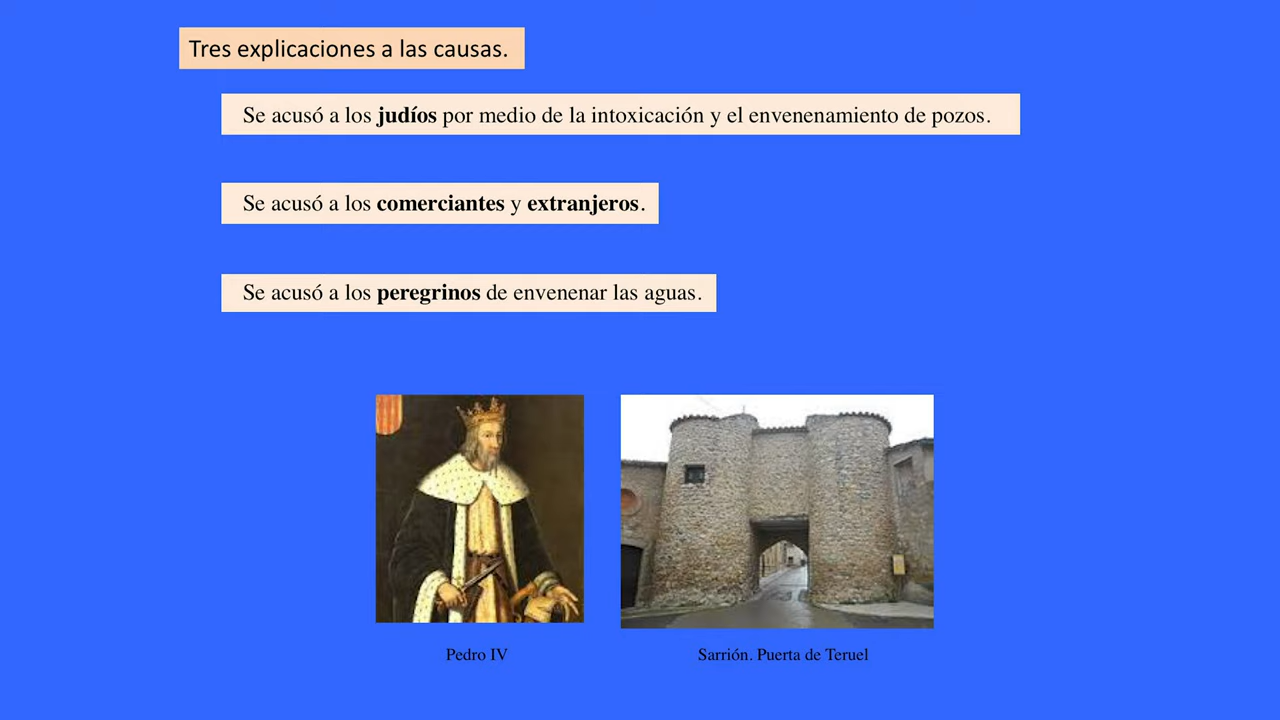 Tres explicaciones a las causas.
Se acusó a los judíos por medio de la intoxicación y el envenenamiento de pozos.
Se acusó a los comerciantes y extranjeros.
Se acusó a los peregrinos de envenenar las aguas.
Pedro IV
Sarrión. Puerta de Teruel